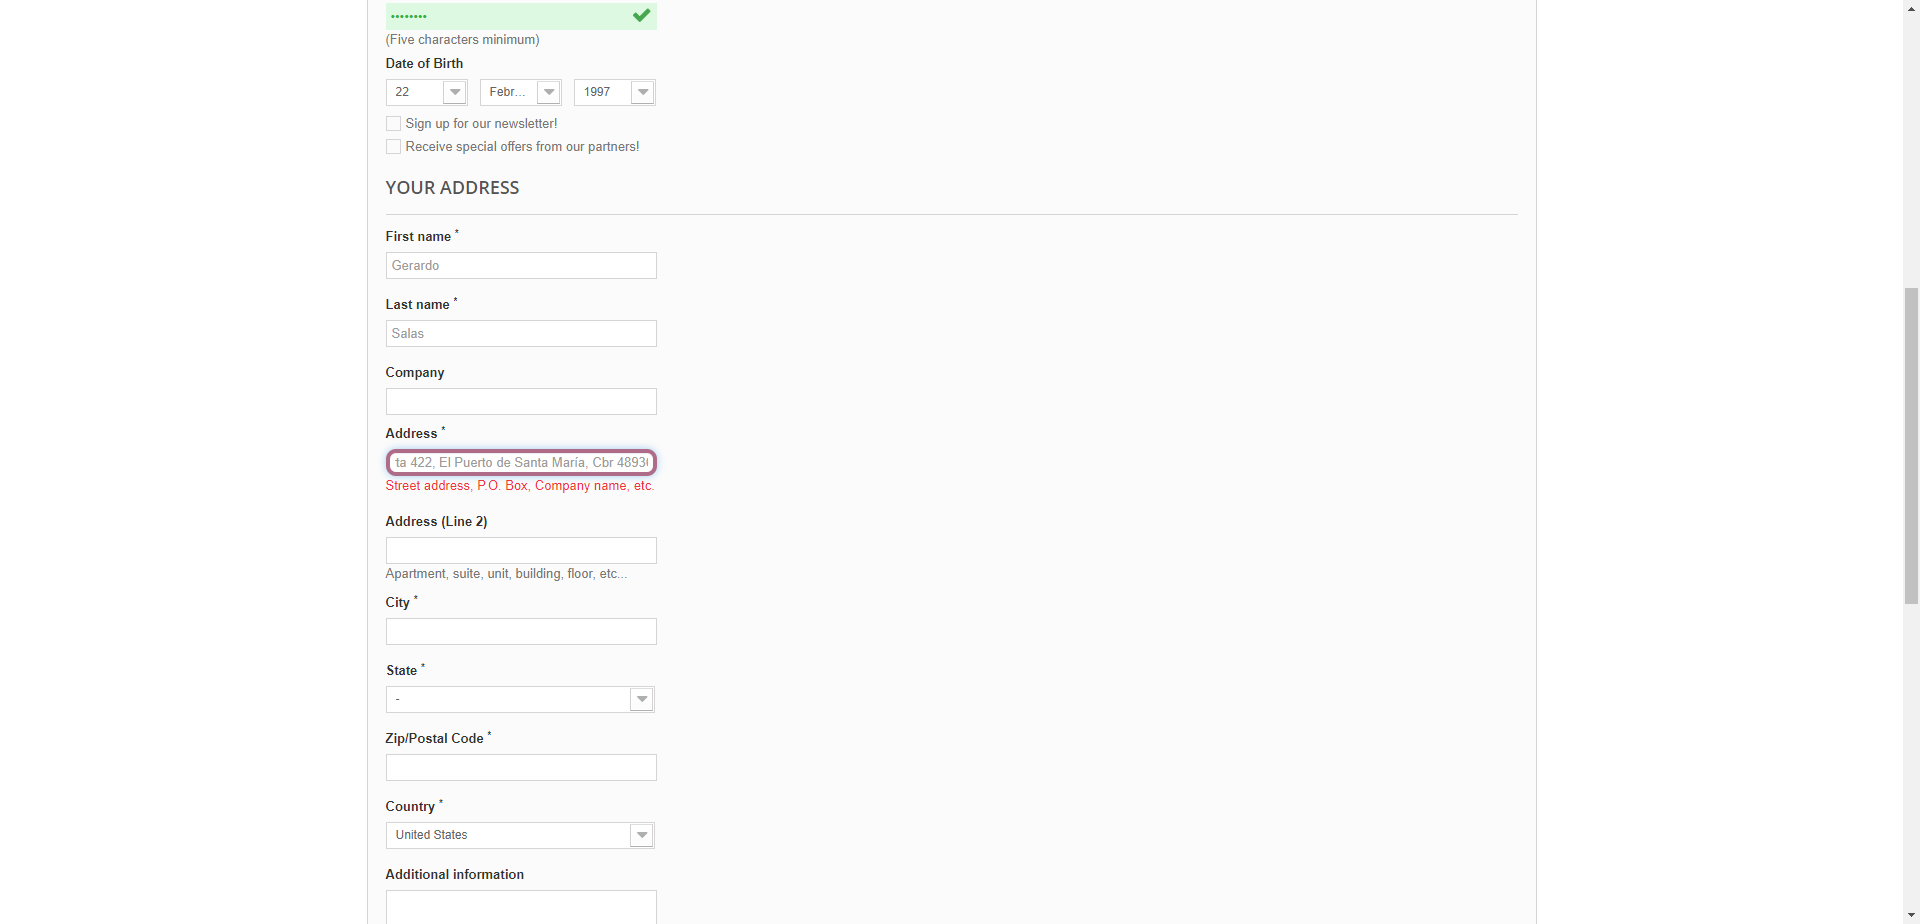 ••••••••
(Five characters minimum)
Date of Birth
22 Febr... 1997
Sign up for our newsletter!
Receive special offers from our partners!
YOUR ADDRESS
First name *
Gerardo
Last name *
Salas
Company
Address *
ta 422, El Puerto de Santa María, Cbr 4893
Street address, P.O. Box, Company name, etc.
Address (Line 2)
Apartment, suite, unit, building, floor, etc...
City *
State *
-
Zip/Postal Code *
Country *
United States
Additional information